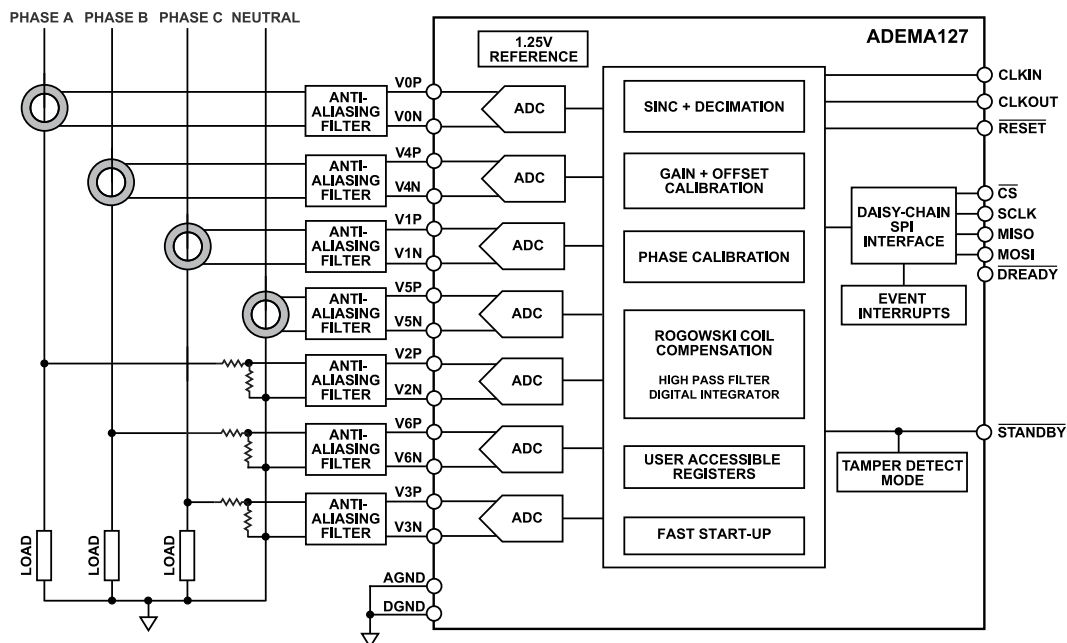 PHASE A PHASE B PHASE C NEUTRAL
ADEMA127
1.25V
REFERENCE
ANTI-
ALIASING
FILTER
V0P
V0N
ADC
ANTI-
ALIASING
FILTER
V4P
V4N
ADC
ANTI-
ALIASING
FILTER
V1P
V1N
ADC
ANTI-
ALIASING
FILTER
V5P
V5N
ADC
ANTI-
ALIASING
FILTER
V2P
V2N
ADC
ANTI-
ALIASING
FILTER
V6P
V6N
ADC
ANTI-
ALIASING
FILTER
V3P
V3N
ADC
LOAD
LOAD
LOAD
AGND
DGND
SINC + DECIMATION
GAIN + OFFSET
CALIBRATION
PHASE CALIBRATION
ROGOWSKI COIL
COMPENSATION
HIGH PASS FILTER
DIGITAL INTEGRATOR
USER ACCESSIBLE
REGISTERS
FAST START-UP
CLKIN
CLKOUT
RESET
DAISY-CHAIN
SPI
INTERFACE
CS
SCLK
MISO
MOSI
DREADY
EVENT
INTERRUPTS
STANDBY
TAMPER DETECT
MODE